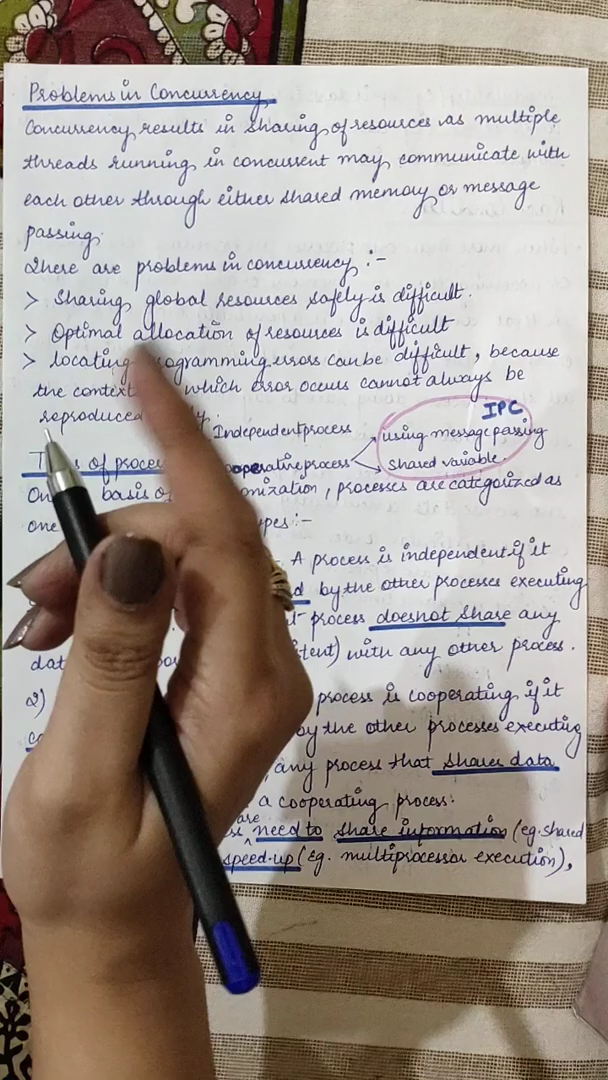 Problems in Concurrency
Concurrency results in sharing of resources as multiple
threads running in concurrent may communicate with
each other through either shared memory or message
passing.
There are problems in concurrency :-
> Sharing global resources safely is difficult.
> Optimal allocation of resources is difficult
> locating programming errors can be difficult, because
the context which error occurs cannot always be
reproduced
IPC
Independent process
using message passing
of process cooperative process
shared variable.
basis of , processes are categorized as
one :-
A process is independent if it
by the other processes executing
process doesnot share any
with any other process.
2) process is cooperating if it
by the other processes executing
, any process that shares data
a cooperating process.
are
need to share information (eg. shared
speed-up (Eg. multiprocessor execution),